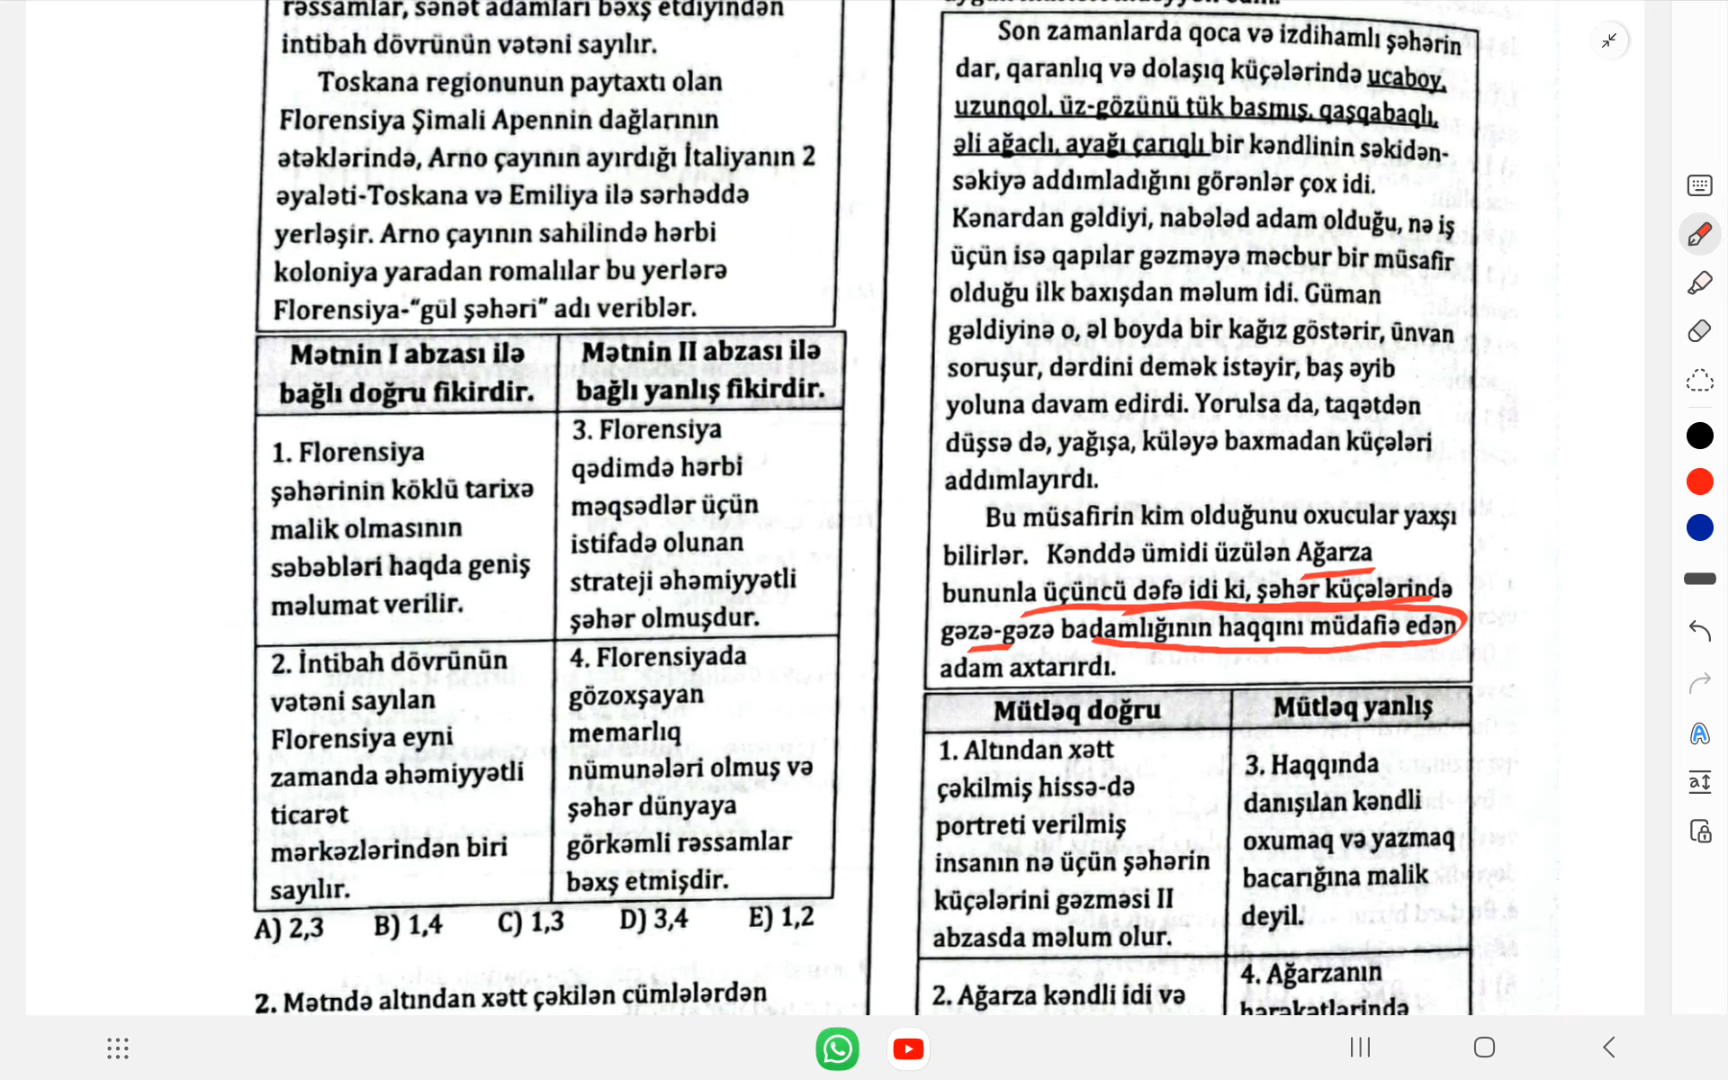 rəssamlar, sənət adamları bəxş etdiyindən
intibah dövrünün vətəni sayılır.
Toskana regionunun paytaxtı olan
Florensiya Şimali Apennin dağlarının
ətəklərində, Arno çayının ayırdığı İtaliyanın 2
əyaləti-Toskana və Emiliya ilə sərhəddə
yerləşir. Arno çayının sahilində hərbi
koloniya yaradan romalılar bu yerlərə
Florensiya-“gül şəhəri” adı veriblər.
Mətnin I abzası ilə
bağlı doğru fikirdir.
Mətnin II abzası ilə
bağlı yanlış fikirdir.
1. Florensiya
şəhərinin köklü tarixə
malik olmasının
səbəbləri haqda geniş
məlumat verilir.
3. Florensiya
qədimdə hərbi
məqsədlər üçün
istifadə olunan
strateji əhəmiyyətli
şəhər olmuşdur.
2. İntibah dövrünün
vətəni sayılan
Florensiya eyni
zamanda əhəmiyyətli
ticarət
mərkəzlərindən biri
sayılır.
4. Florensiyada
gözoxşayan
memarlıq
nümunələri olmuş və
şəhər dünyaya
görkəmli rəssamlar
bəxş etmişdir.
A) 2,3 B) 1,4 C) 1,3 D) 3,4 E) 1,2
2. Mətndə altından xətt çəkilən cümlələrdən
Son zamanlarda qoca və izdihamlı şəhərin
dar, qaranlıq və dolaşıq küçələrində ucaboy,
uzunqol, üz-gözünü tük basmış, qaşqabaqlı,
əli ağaclı, ayağı çarıqlı bir kəndlinin səkidən-
səkiyə addımladığını görənlər çox idi.
Kənardan gəldiyi, nabələd adam olduğu, nə iş
üçün isə qapılar gəzməyə məcbur bir müsafir
olduğu ilk baxışdan məlum idi. Güman
gəldiyinə o, əl boyda bir kağız göstərir, ünvan
soruşur, dərdini demək istəyir, baş əyib
yoluna davam edirdi. Yorulsa da, taqətdən
düşsə də, yağışa, küləyə baxmadan küçələri
addımlayırdı.
Bu müsafirin kim olduğunu oxucular yaxşı
bilirlər. Kənddə ümidi üzülən Ağarza
bununla üçüncü dəfə idi ki, şəhər küçələrində
gəzə-gəzə badamlığının haqqını müdafiə edən
adam axtarırdı.
Mütləq doğru
Mütləq yanlış
1. Altından xətt
çəkilmiş hissə-də
portreti verilmiş
insanın nə üçün şəhərin
küçələrini gəzməsi II
abzasda məlum olur.
3. Haqqında
danışılan kəndli
oxumaq və yazmaq
bacarığına malik
deyil.
2. Ağarza kəndli idi və
4. Ağarzanın
hərəkətlərində